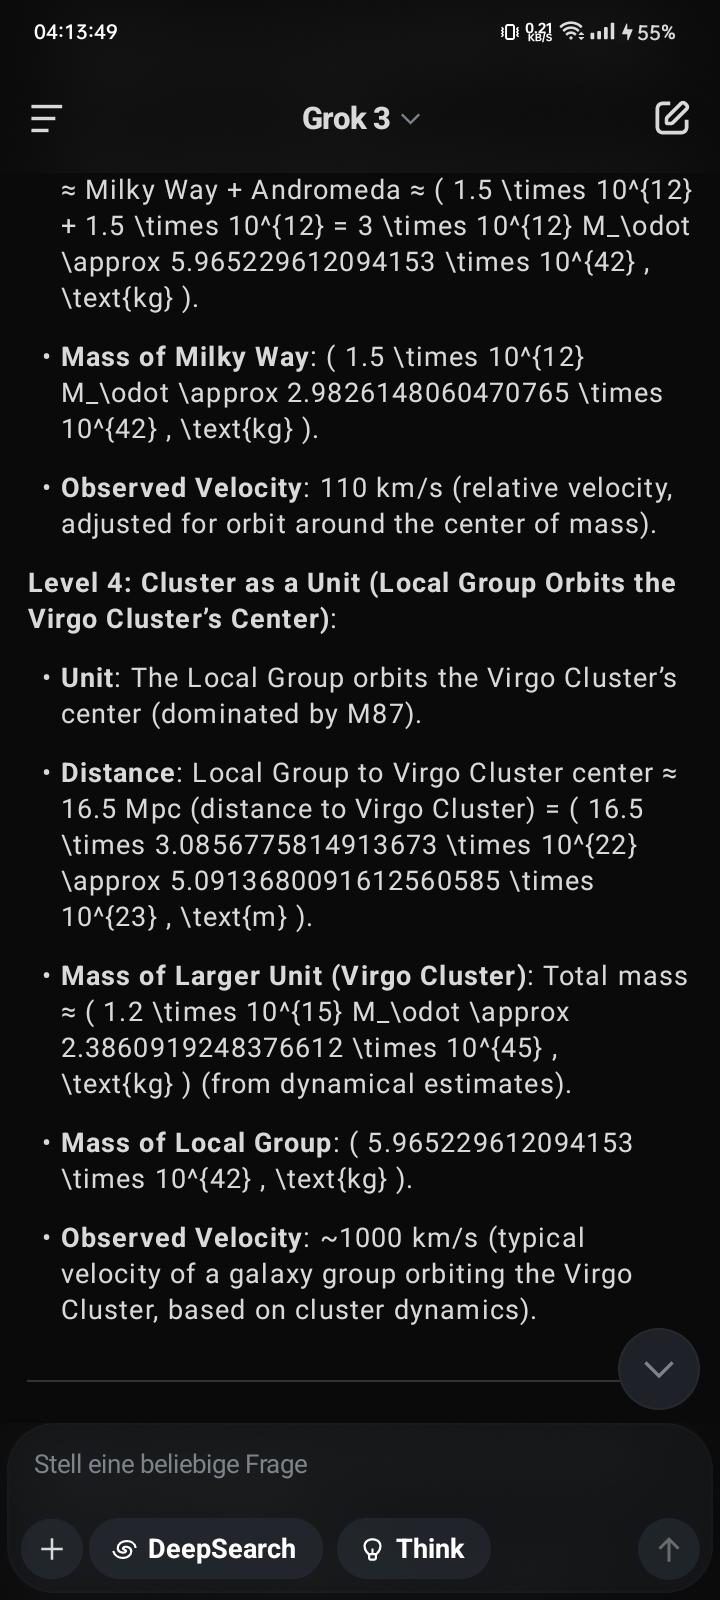 04:13:49
0.21 KB/S 55%
Grok 3
≈ Milky Way + Andromeda ≈ ( 1.5 \times 10^{12}
+ 1.5 \times 10^{12} = 3 \times 10^{12} M_\odot
\approx 5.965229612094153 \times 10^{42} ,
\text{kg} ).
• Mass of Milky Way: ( 1.5 \times 10^{12}
M_\odot \approx 2.9826148060470765 \times
10^{42} , \text{kg} ).
• Observed Velocity: 110 km/s (relative velocity,
adjusted for orbit around the center of mass).
Level 4: Cluster as a Unit (Local Group Orbits the
Virgo Cluster’s Center):
• Unit: The Local Group orbits the Virgo Cluster’s
center (dominated by M87).
• Distance: Local Group to Virgo Cluster center ≈
16.5 Mpc (distance to Virgo Cluster) = ( 16.5
\times 3.0856775814913673 \times 10^{22}
\approx 5.0913680091612560585 \times
10^{23} , \text{m} ).
• Mass of Larger Unit (Virgo Cluster): Total mass
≈ ( 1.2 \times 10^{15} M_\odot \approx
2.3860919248376612 \times 10^{45} ,
\text{kg} ) (from dynamical estimates).
• Mass of Local Group: ( 5.965229612094153
\times 10^{42} , \text{kg} ).
• Observed Velocity: ~1000 km/s (typical
velocity of a galaxy group orbiting the Virgo
Cluster, based on cluster dynamics).
Stell eine beliebige Frage
DeepSearch
Think